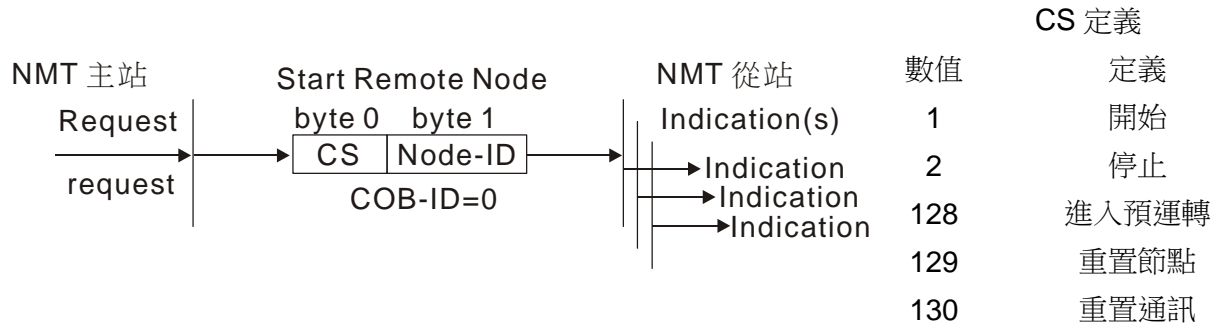 NMT 主站
Request
request
Start Remote Node
byte 0 byte 1
CS Node-ID
COB-ID=0
NMT 從站
Indication(s)
Indication
Indication
Indication
CS 定義
數值 定義
1 開始
2 停止
128 進入預運轉
129 重置節點
130 重置通訊